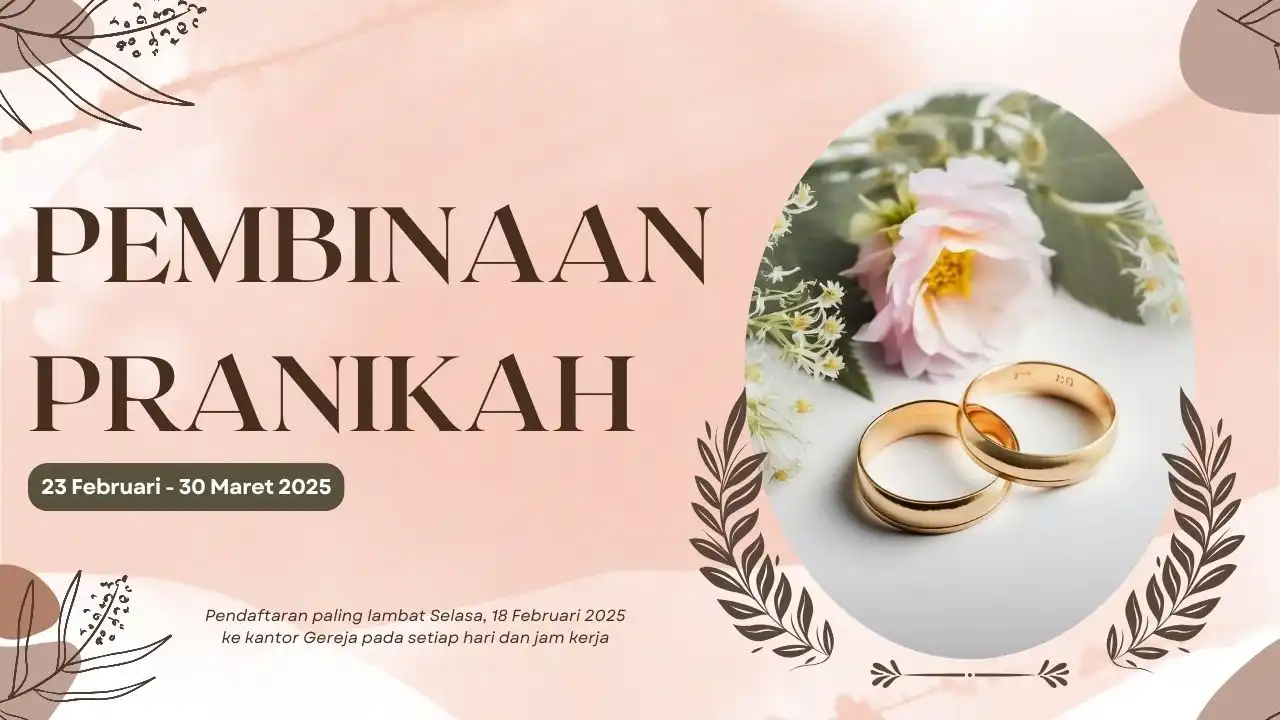 PEMBINAAN
PRANIKAH
23 Februari - 30 Maret 2025
Pendaftaran paling lambat Selasa, 18 Februari 2025
ke kantor Gereja pada setiap hari dan jam kerja